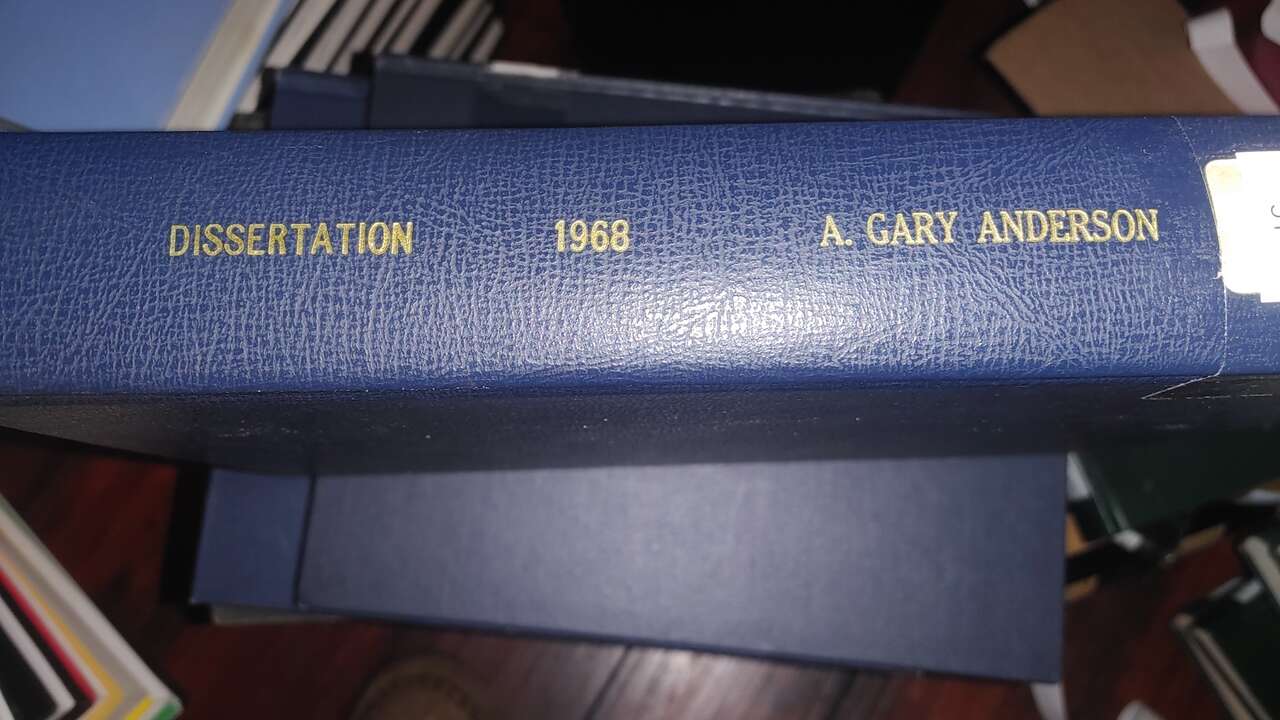 DISSERTATION 1968 A. GARY ANDERSON